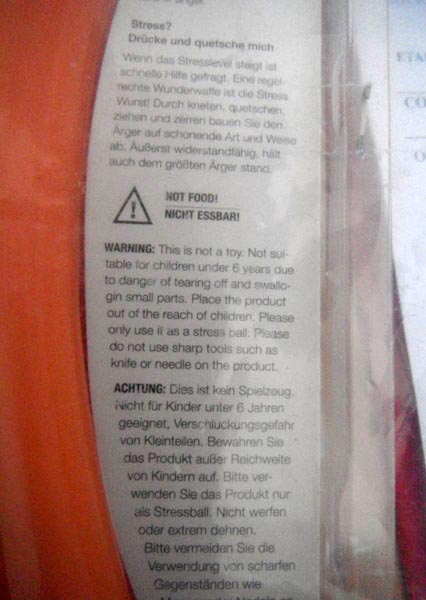 Stress?
Drücke und quetsche mich
Wenn das Stresslevel steigt ist
schnelle Hilfe gefragt. Eine regel-
rechte Wunderwaffe ist die Stress
Wurst! Durch kneten, quetschen,
ziehen und zerren bauen Sie den
Ärger auf schonende Art und Weise
ab. Äußerst widerstandfähig, hält
auch dem größten Ärger stand.
NOT FOOD!
NICHT ESSBAR!
WARNING: This is not a toy. Not sui-
table for children under 6 years due
to danger of tearing off and swallo-
gin small parts. Place the product
out of the reach of children. Please
only use it as a stress ball. Please
do not use sharp tools such as
knife or needle on the product.
ACHTUNG: Dies ist kein Spielzeug.
Nicht für Kinder unter 6 Jahren
geeignet, Verschluckungsgefahr
von Kleinteilen. Bewahren Sie
das Produkt außer Reichweite
von Kindern auf. Bitte ver-
wenden Sie das Produkt nur
als Stressball. Nicht werfen
oder extrem dehnen.
Bitte vermeiden Sie die
Verwendung von scharfen
Gegenständen wie
ETA
CO
O